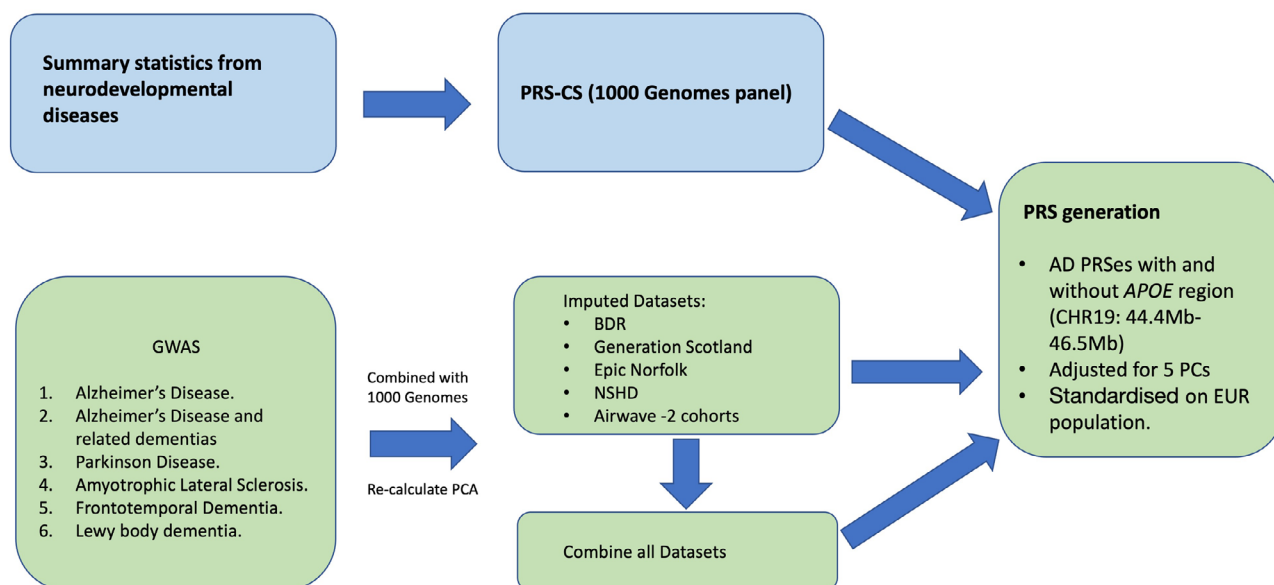 Summary statistics from
neurodevelopmental
diseases
PRS-CS (1000 Genomes panel)
GWAS
1. Alzheimer's Disease.
2. Alzheimer's Disease and
related dementias
3. Parkinson Disease.
4. Amyotrophic Lateral Sclerosis.
5. Frontotemporal Dementia.
6. Lewy body dementia.
Combined with
1000 Genomes
Re-calculate PCA
Imputed Datasets:
• BDR
• Generation Scotland
• Epic Norfolk
• NSHD
• Airwave -2 cohorts
Combine all Datasets
PRS generation
• AD PRSes with and
without APOE region
(CHR19: 44.4Mb-
46.5Mb)
• Adjusted for 5 PCs
• Standardised on EUR
population.